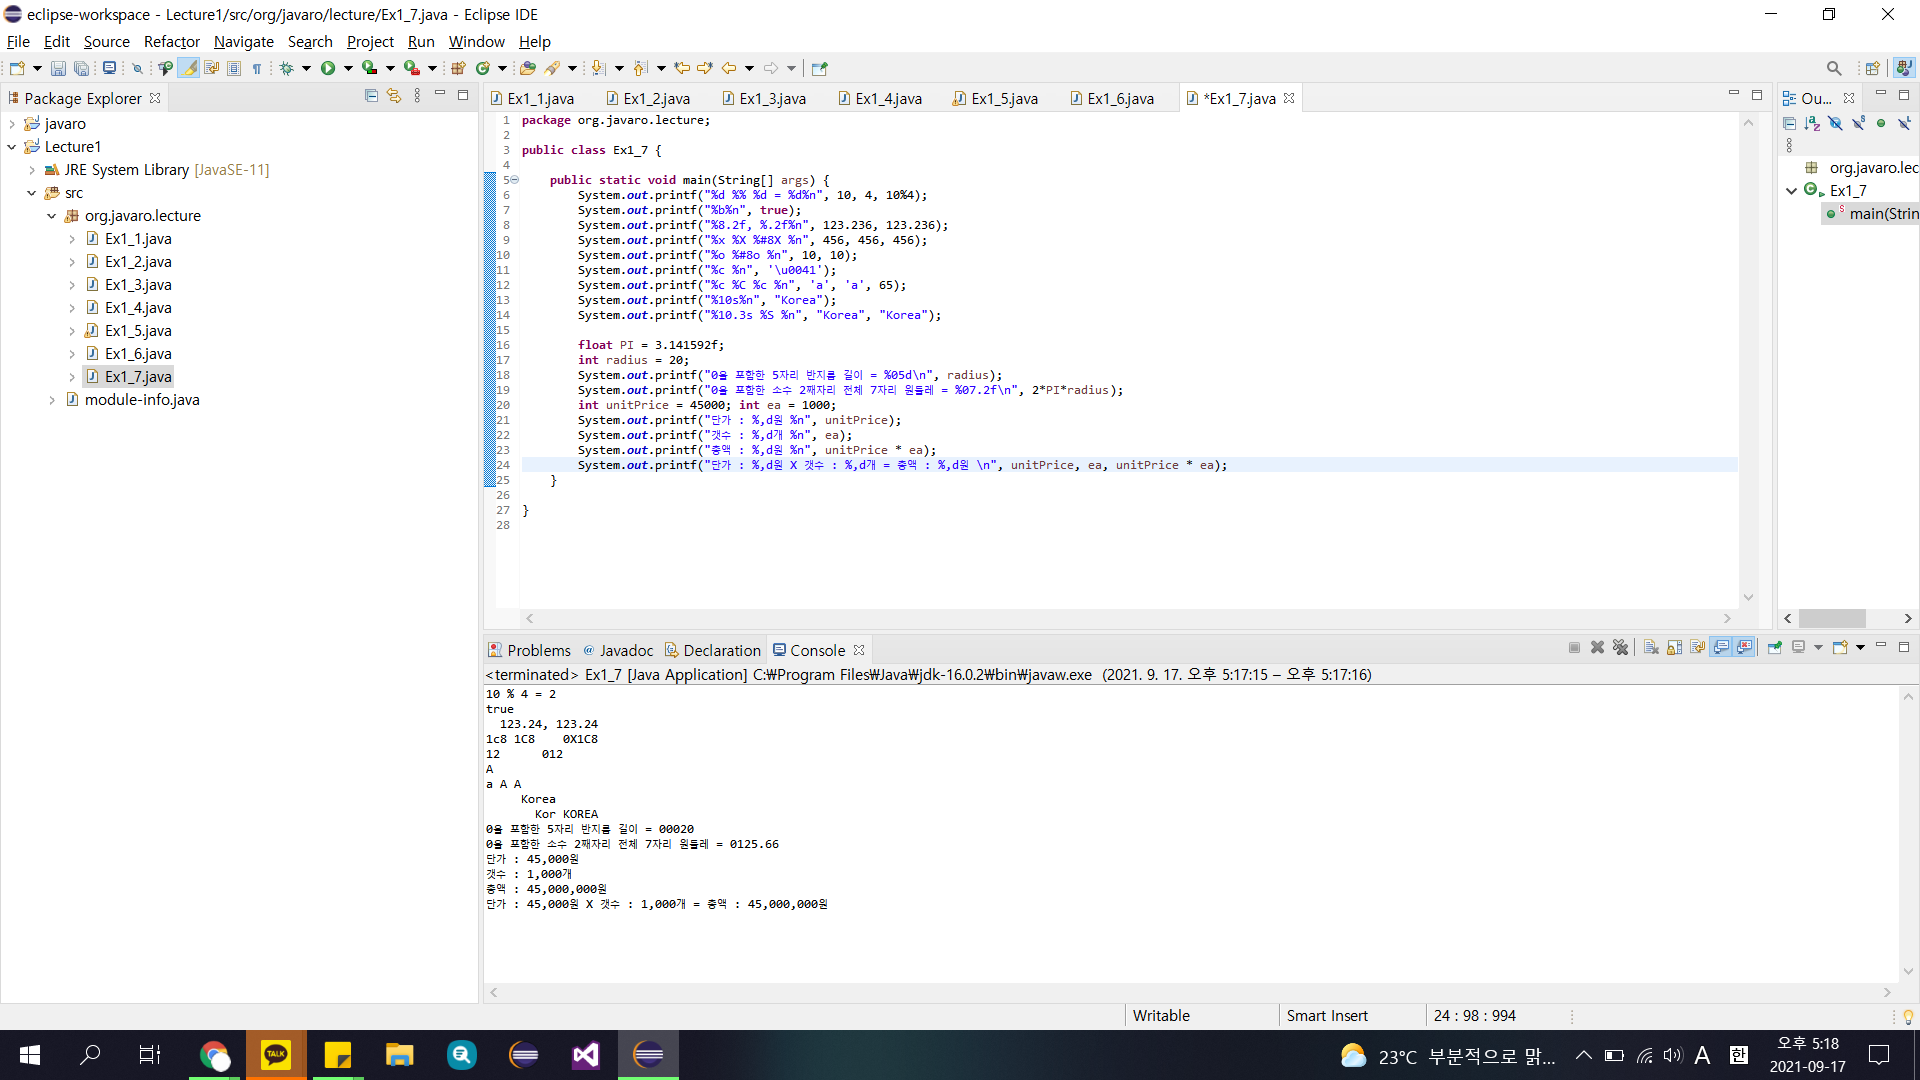 eclipse-workspace - Lecture1/src/org/javaro/lecture/Ex1_7.java - Eclipse IDE
File Edit Source Refactor Navigate Search Project Run Window Help
Package Explorer
javaro
Lecture1
JRE System Library [JavaSE-11]
src
org.javaro.lecture
Ex1_1.java
Ex1_2.java
Ex1_3.java
Ex1_4.java
Ex1_5.java
Ex1_6.java
Ex1_7.java
module-info.java
Ex1_1.java Ex1_2.java Ex1_3.java Ex1_4.java Ex1_5.java Ex1_6.java *Ex1_7.java
1 package org.javaro.lecture;
2
3 public class Ex1_7 {
4
5 public static void main(String[] args) {
6 System.out.printf("%d %% %d = %d%n", 10, 4, 10%4);
7 System.out.printf("%b%n", true);
8 System.out.printf("%8.2f, %.2f%n", 123.236, 123.236);
9 System.out.printf("%x %X %#8X %n", 456, 456, 456);
10 System.out.printf("%o %#8o %n", 10, 10);
11 System.out.printf("%c %n", '\u0041');
12 System.out.printf("%c %C %c %n", 'a', 'a', 65);
13 System.out.printf("%10s%n", "Korea");
14 System.out.printf("%10.3s %S %n", "Korea", "Korea");
15
16 float PI = 3.141592f;
17 int radius = 20;
18 System.out.printf("0을 포함한 5자리 반지름 길이 = %05d\n", radius);
19 System.out.printf("0을 포함한 소수 2째자리 전체 7자리 원둘레 = %07.2f\n", 2*PI*radius);
20 int unitPrice = 45000; int ea = 1000;
21 System.out.printf("단가 : %,d원 %n", unitPrice);
22 System.out.printf("갯수 : %,d개 %n", ea);
23 System.out.printf("총액 : %,d원 %n", unitPrice * ea);
24 System.out.printf("단가 : %,d원 X 갯수 : %,d개 = 총액 : %,d원 \n", unitPrice, ea, unitPrice * ea);
25 }
26
27 }
28
Ou...
org.javaro.lec
Ex1_7
main(Strin
Problems @ Javadoc Declaration Console
<terminated> Ex1_7 [Java Application] C:₩Program Files₩Java₩jdk-16.0.2₩bin₩javaw.exe (2021. 9. 17. 오후 5:17:15 – 오후 5:17:16)
10 % 4 = 2
true
123.24, 123.24
1c8 1C8 0X1C8
12 012
A
a A A
Korea
Kor KOREA
0을 포함한 5자리 반지름 길이 = 00020
0을 포함한 소수 2째자리 전체 7자리 원둘레 = 0125.66
단가 : 45,000원
갯수 : 1,000개
총액 : 45,000,000원
단가 : 45,000원 X 갯수 : 1,000개 = 총액 : 45,000,000원
Writable Smart Insert 24 : 98 : 994
TALK
23°C 부분적으로 맑... A 한 오후 5:18
2021-09-17